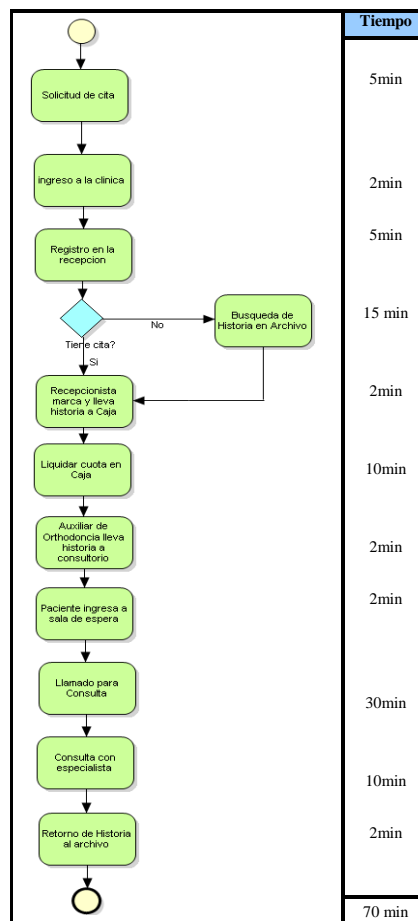 Tiempo
Solicitud de cita
5min
ingreso a la clinica
2min
Registro en la
recepcion
5min
Tiene cita?
No
Si
Busqueda de
Historia en Archivo
15 min
Recepcionista
marca y lleva
historia a Caja
2min
Liquidar cuota en
Caja
10min
Auxiliar de
Orthodoncia lleva
historia a
consultorio
2min
Paciente ingresa a
sala de espera
2min
Llamado para
Consulta
30min
Consulta con
especialista
10min
Retorno de Historia
al archivo
2min
70 min